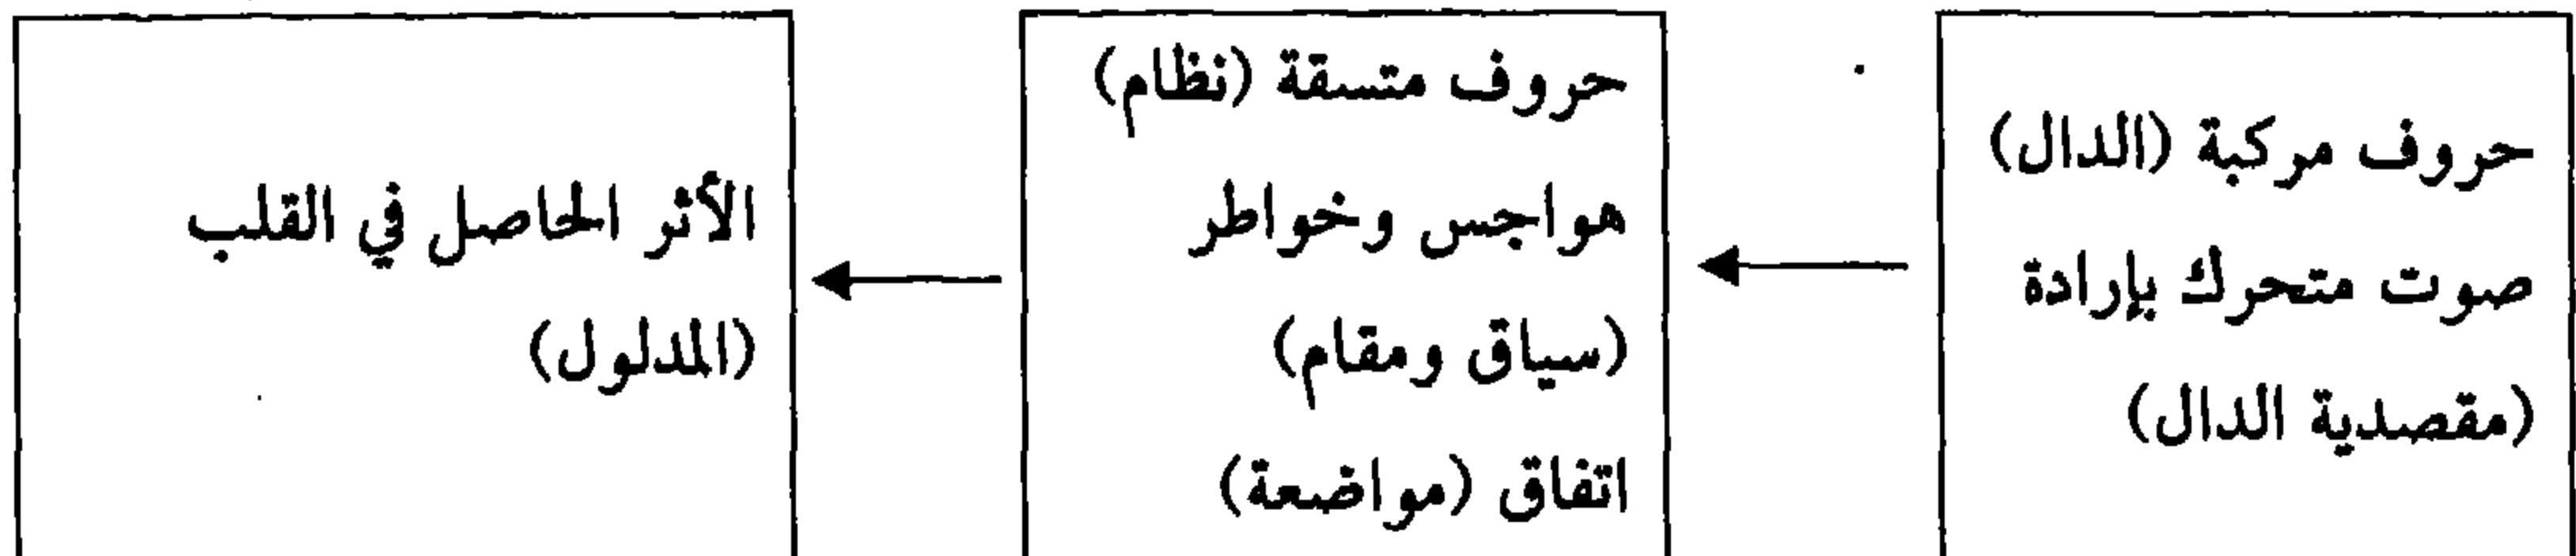 حروف مركبة (الدال)
صوت متحرك بإرادة
(مقصدية الدال)
حروف متسقة (نظام)
هواجس وخواطر
(سياق ومقام)
اتفاق (مواضعة)
الأثر الحاصل في القلب
(المدلول)